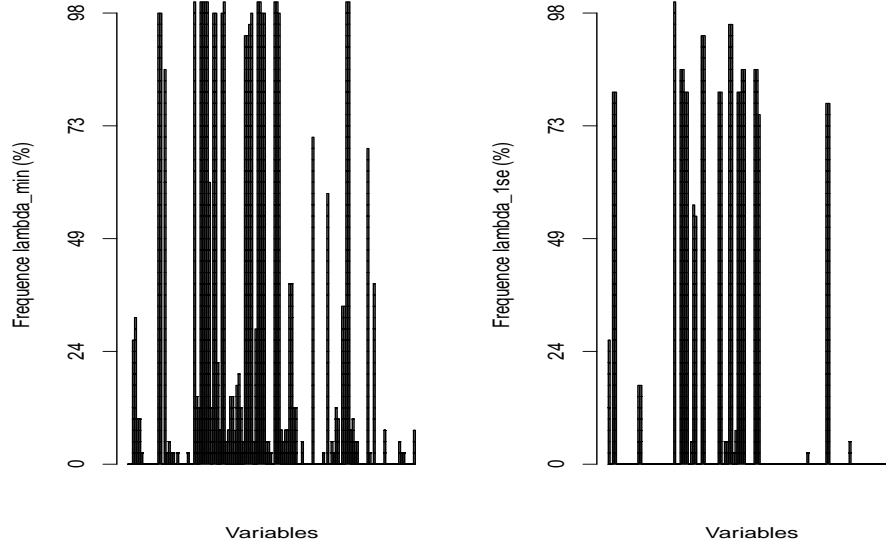 Frequence lambda_min (%)
98
73
49
24
0
Variables
Frequence lambda_1se (%)
98
73
49
24
0
Variables